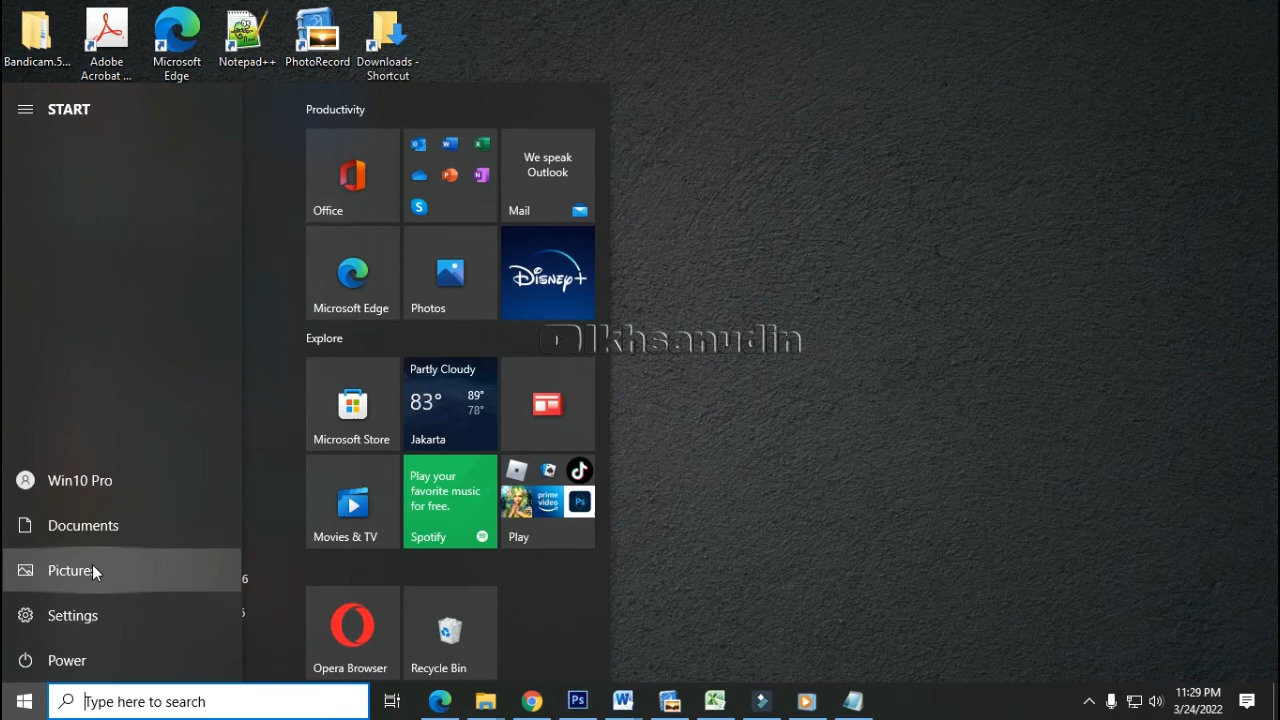 Bandicam.5...
Adobe
Acrobat ...
Microsoft
Edge
Notepad++
PhotoRecord
Downloads -
Shortcut
START
Productivity
Office
We speak
Outlook
Mail
Microsoft Edge
Photos
Disney+
Explore
Ikhsanudin
Microsoft Store
Partly Cloudy
83°
89°
78°
Jakarta
Movies & TV
Play your
favorite music
for free.
Spotify
prime
video
Ps
Play
Win10 Pro
Documents
Picture
6
Settings
Power
Opera Browser
Recycle Bin
Type here to search
Ps
11:29 PM
3/24/2022